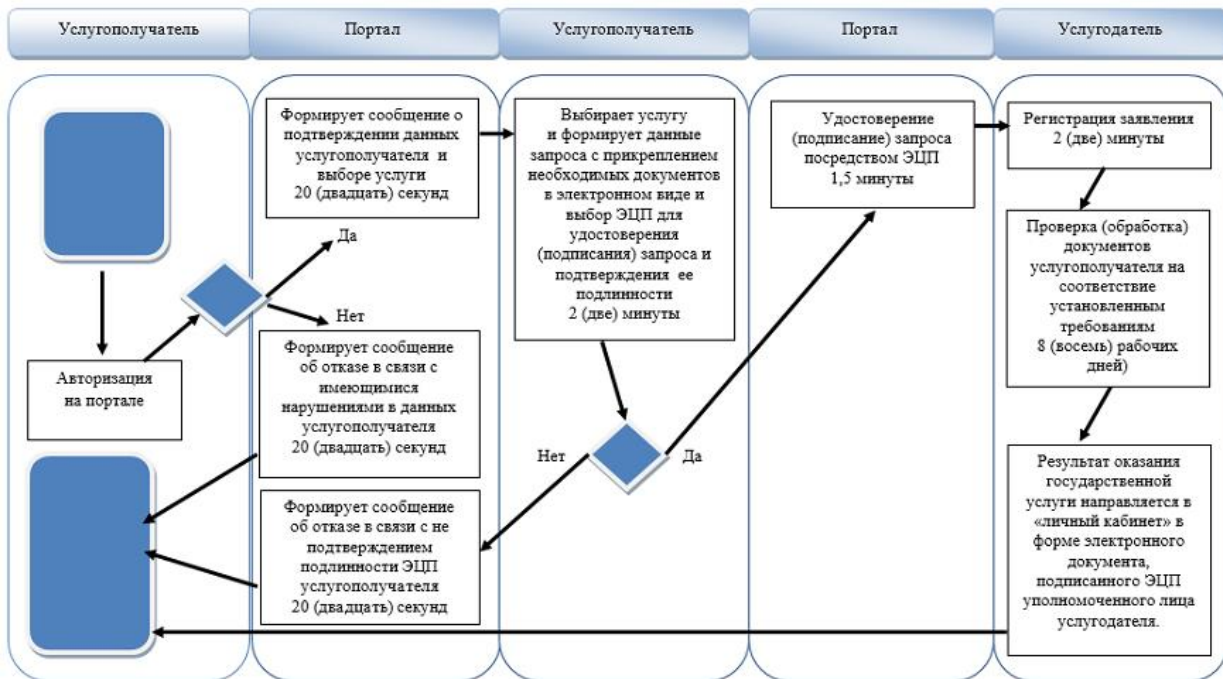 Услугополучатель
Портал
Услугополучатель
Портал
Услугодатель
Авторизация
на портале
Формирует сообщение о
подтверждении данных
услугополучателя и
выборе услуги
20 (двадцать) секунд
Да
Нет
Формирует сообщение
об отказе в связи с
имеющимися
нарушениями в данных
услугополучателя
20 (двадцать) секунд
Формирует сообщение
об отказе в связи с не
подтверждением
подлинности ЭЦП
услугополучателя
20 (двадцать) секунд
Выбирает услугу
и формирует данные
запроса с прикреплением
необходимых документов
в электронном виде и
выбор ЭЦП для
удостоверения
(подписания) запроса и
подтверждения ее
подлинности
2 (две) минуты
Нет
Да
Удостоверение
(подписание) запроса
посредством ЭЦП
1,5 минуты
Регистрация заявления
2 (две) минуты
Проверка (обработка)
документов
услугополучателя на
соответствие
установленным
требованиям
8 (восемь) рабочих
дней)
Результат оказания
государственной
услуги направляется в
«личный кабинет» в
форме электронного
документа,
подписанного ЭЦП
уполномоченного лица
услугодателя.